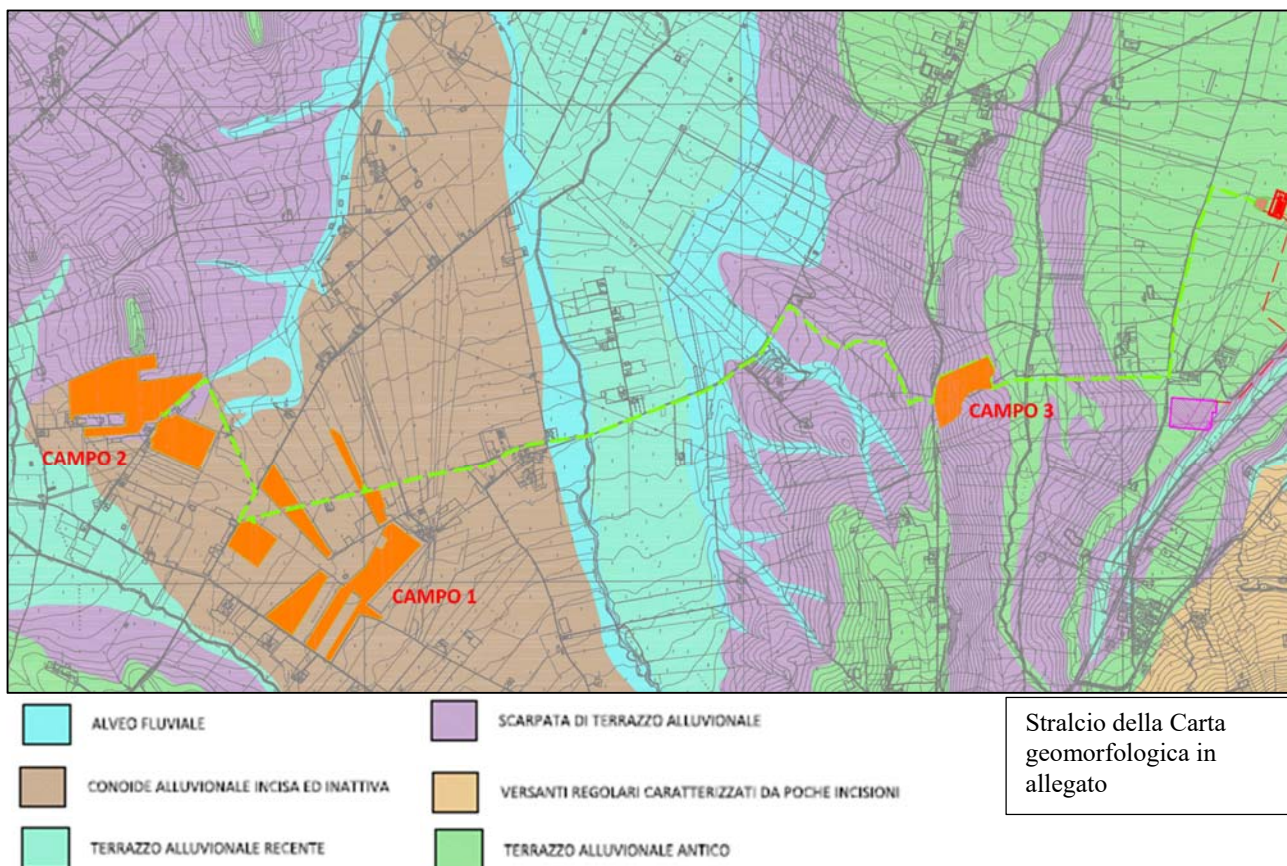 CAMPO 3
CAMPO 2
CAMPO 1
ALVEO FLUVIALE
SCARPATA DI TERRAZZO ALLUVIONALE
CONOIDE ALLUVIONALE INCISA ED INATTIVA
VERSANTI REGOLARI CARATTERIZZATI DA POCHE INCISIONI
TERRAZZO ALLUVIONALE RECENTE
TERRAZZO ALLUVIONALE ANTICO
Stralcio della Carta
geomorfologica in
allegato